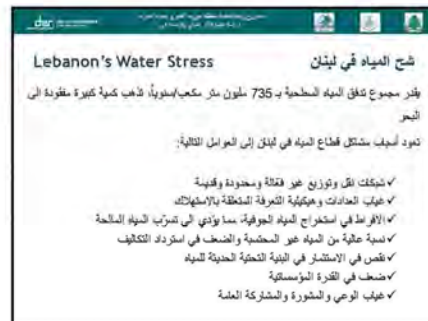 شح المياه في لبنان
Lebanon's Water Stress
يقدر مجموع تدفق المياه السطحية بـ 735 مليون متر مكعب/سنوياً، تذهب كمية كبيرة مفقودة الى
البحر
تعود أسباب مشاكل قطاع المياه في لبنان إلى العوامل التالية:
✓شبكات نقل وتوزيع غير فعّالة ومحدودة وقديمة
✓غياب العدادات وهيكلية التعرفة المتعلقة بالاستهلاك
✓الافراط في استخراج المياه الجوفية، مما يؤدي الى تسرّب المياه المالحة
✓نسبة عالية من المياه غير المحتسبة والضعف في استرداد التكاليف
✓نقص في الاستثمار في البنية التحتية الحديثة للمياه
✓ضعف في القدرة المؤسساتية
✓غياب الوعي والمشورة والمشاركة العامة